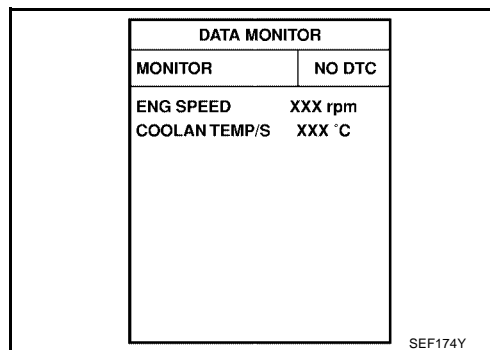 DATA MONITOR
MONITOR NO DTC
ENG SPEED XXX rpm
COOLAN TEMP/S XXX °C
SEF174Y